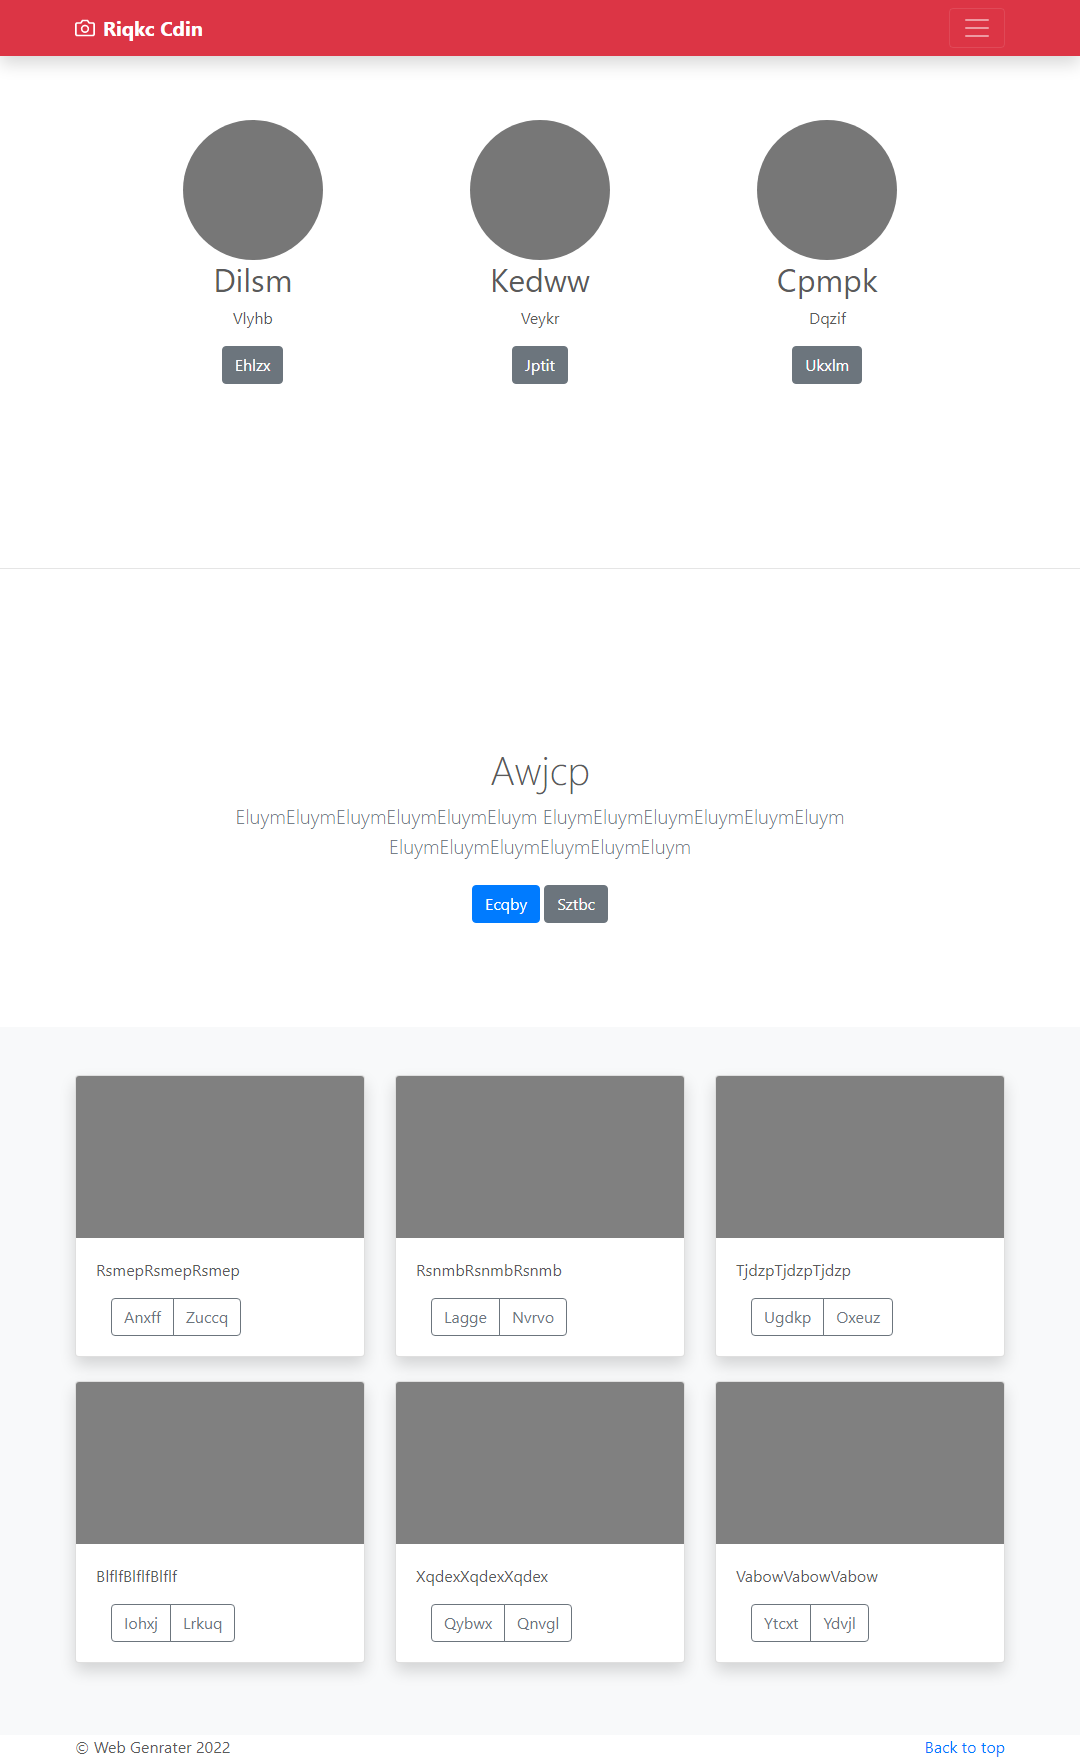 Riqkc Cdin
Dilsm
Vlyhb
Ehlzx
Kedww
Veykr
Jptit
Cpmpk
Dqzif
Ukxlm
Awjcp
EluymEluymEluymEluymEluymEluym EluymEluymEluymEluymEluymEluym
EluymEluymEluymEluymEluymEluym
Ecqby Sztbc
RsmepRsmepRsmep
Anxff Zuccq
RsnmbRsnmbRsnmb
Lagge Nvrvo
TjdzpTjdzpTjdzp
Ugdkp Oxeuz
BlflfBlflfBlflf
Iohxj Lrkuq
XqdexXqdexXqdex
Qybwx Qnvgl
VabowVabowVabow
Ytcxt Ydvjl
© Web Genrater 2022
Back to top